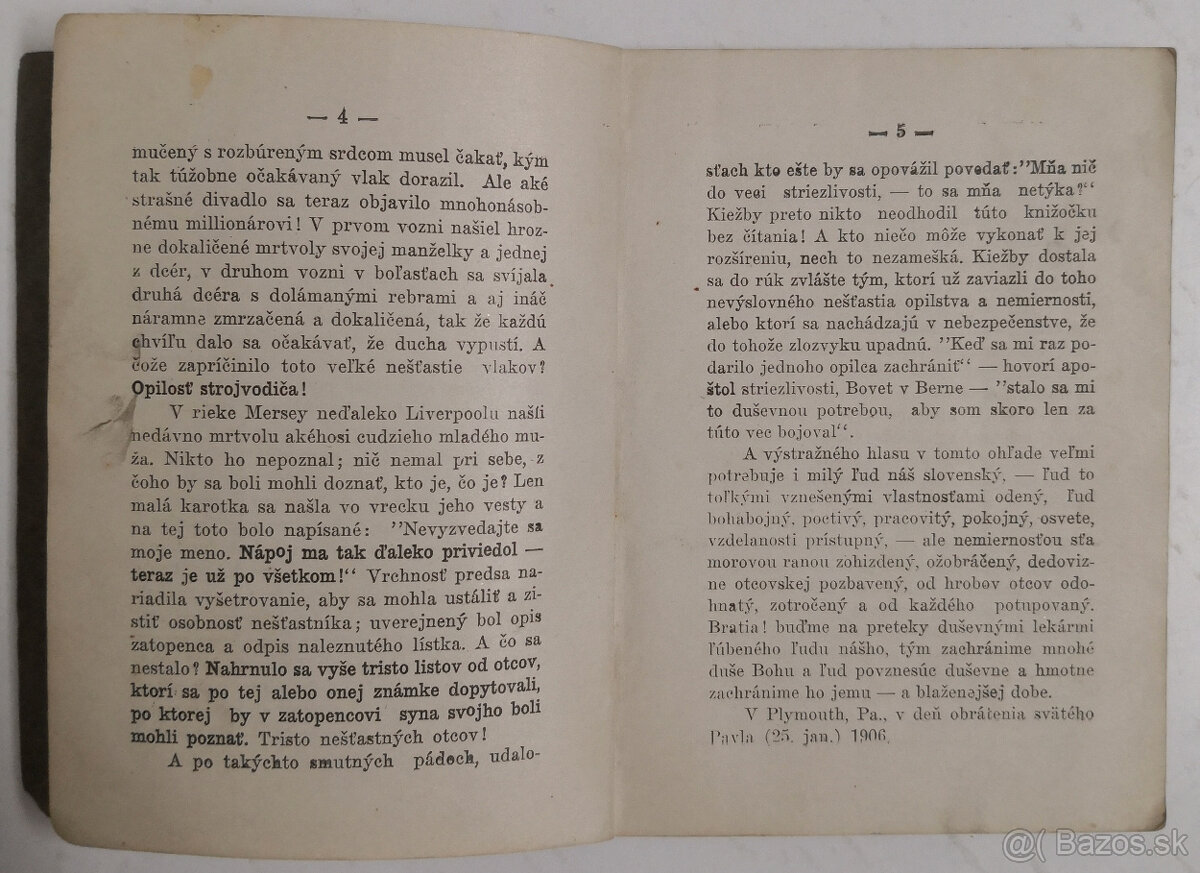 — 4 —
mučený s rozbúreným srdcom musel čakať, kým
tak túžobne očakávaný vlak dorazil. Ale aké
strašné divadlo sa teraz objavilo mnohonásob-
nému millionárovi! V prvom vozni našiel hroz-
ne dokaličené mrtvoly svojej manželky a jednej
z dcér, v druhom vozni v boľasťach sa svíjala
druhá dcéra s dolámanými rebrami a aj ináč
náramne zmrzačená a dokaličená, tak že každú
chvíľu dalo sa očakávať, že ducha vypustí. A
čože zapríčinilo toto veľké nešťastie vlakov?
Opilosť strojvodiča!
V rieke Mersey neďaleko Liverpoolu našli
nedávno mrtvolu akéhosi cudzieho mladého mu-
ža. Nikto ho nepoznal; nič nemal pri sebe, z
čoho by sa boli mohli doznať, kto je, čo je? Len
malá karotka sa našla vo vrecku jeho vesty a
na tej toto bolo napísané: ”Nevyzvedajte sa
moje meno. Nápoj ma tak ďaleko priviedol —
teraz je už po všetkom!“ Vrchnosť predsa na-
riadila vyšetrovanie, aby sa mohla ustáliť a zi-
stiť osobnosť nešťastníka; uverejnený bol opis
zatopenca a odpis naleznutého lístka. A čo sa
nestalo? Nahrnulo sa vyše tristo listov od otcov,
ktorí sa po tej alebo onej známke dopytovali,
po ktorej by v zatopencovi syna svojho boli
mohli poznať. Tristo nešťastných otcov!
A po takýchto smutných pádoch, udalo-
— 5 —
sťach kto ešte by sa opovážil povedať:”Mňa nič
do veci striezlivosti, — to sa mňa netýka?“
Kiežby preto nikto neodhodil túto knižočku
bez čítania! A kto niečo môže vykonať k jej
rozšíreniu, nech to nezamešká. Kiežby dostala
sa do rúk zvlášte tým, ktorí už zaviazli do toho
nevýslovného nešťastia opilstva a nemiernosti,
alebo ktorí sa nachádzajú v nebezpečenstve, že
do tohože zlozvyku upadnú. ”Keď sa mi raz po-
darilo jednoho opilca zachrániť“ — hovorí apo-
štol striezlivosti, Bovet v Berne — ”stalo sa mi
to duševnou potrebou, aby som skoro len za
túto vec bojoval“.
A výstražného hlasu v tomto ohľade veľmi
potrebuje i milý ľud náš slovenský, — ľud to
toľkými vznešenými vlastnosťami odený, ľud
bohabojný, poctivý, pracovitý, pokojný, osvete,
vzdelanosti prístupný, — ale nemiernosťou sťa
morovou ranou zohizdený, ožobráčený, dedoviz-
ne otcovskej pozbavený, od hrobov otcov odo-
hnatý, zotročený a od každého potupovaný.
Bratia! buďme na preteky duševnými lekármi
ľúbeného ľudu nášho, tým zachránime mnohé
duše Bohu a ľud povznesúc duševne a hmotne
zachránime ho jemu — a blaženejšej dobe.
V Plymouth, Pa., v deň obrátenia svätého
Pavla (25. jan.) 1906.
@( Bazos.sk